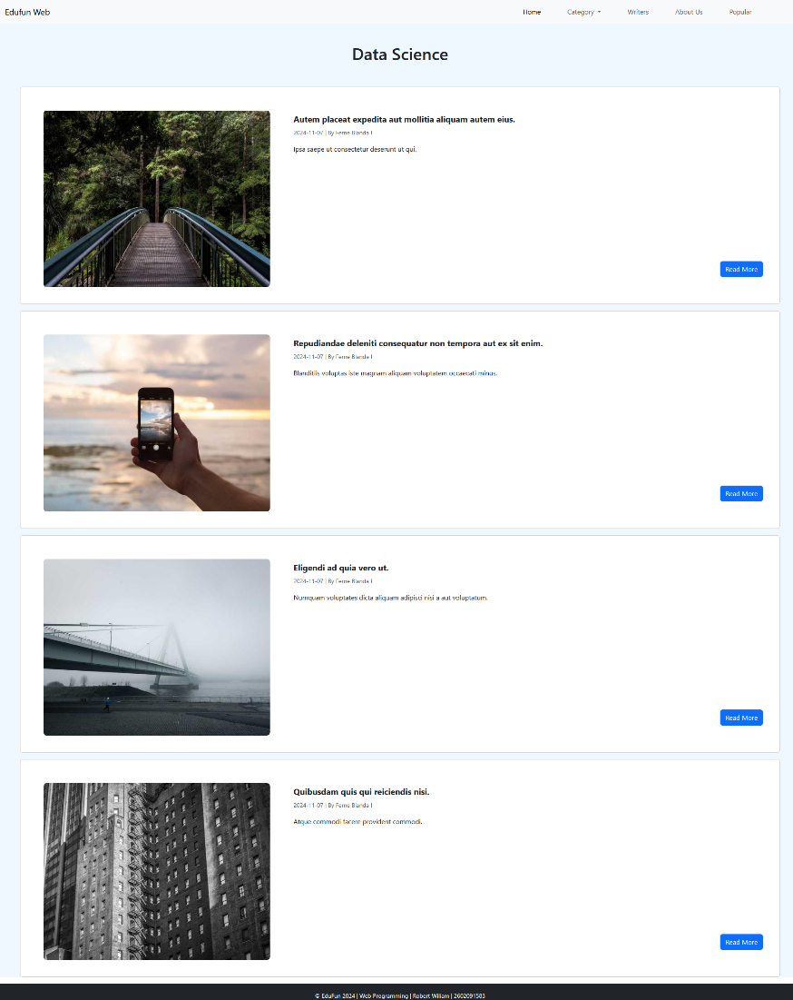 Edufun Web
Home Category Writers About Us Popular
Data Science
Autem placeat expedita aut mollitia aliquam autem eius.
2024-11-07 | By Ferne Blanda I
Ipsa saepe ut consectetur deserunt ut qui.
Read More
Repudiandae deleniti consequatur non tempora aut ex sit enim.
2024-11-07 | By Ferne Blanda I
Blanditiis voluptas iste magnam aliquam voluptatem occaecati minus.
Read More
Eligendi ad quia vero ut.
2024-11-07 | By Ferne Blanda I
Numquam voluptates dicta aliquam adipisci nisi a aut voluptatum.
Read More
Quibusdam quis qui reiciendis nisi.
2024-11-07 | By Ferne Blanda I
Atque commodi facere provident commodi.
Read More
© EduFun 2024 | Web Programming | Robert Wiliam | 2602091583